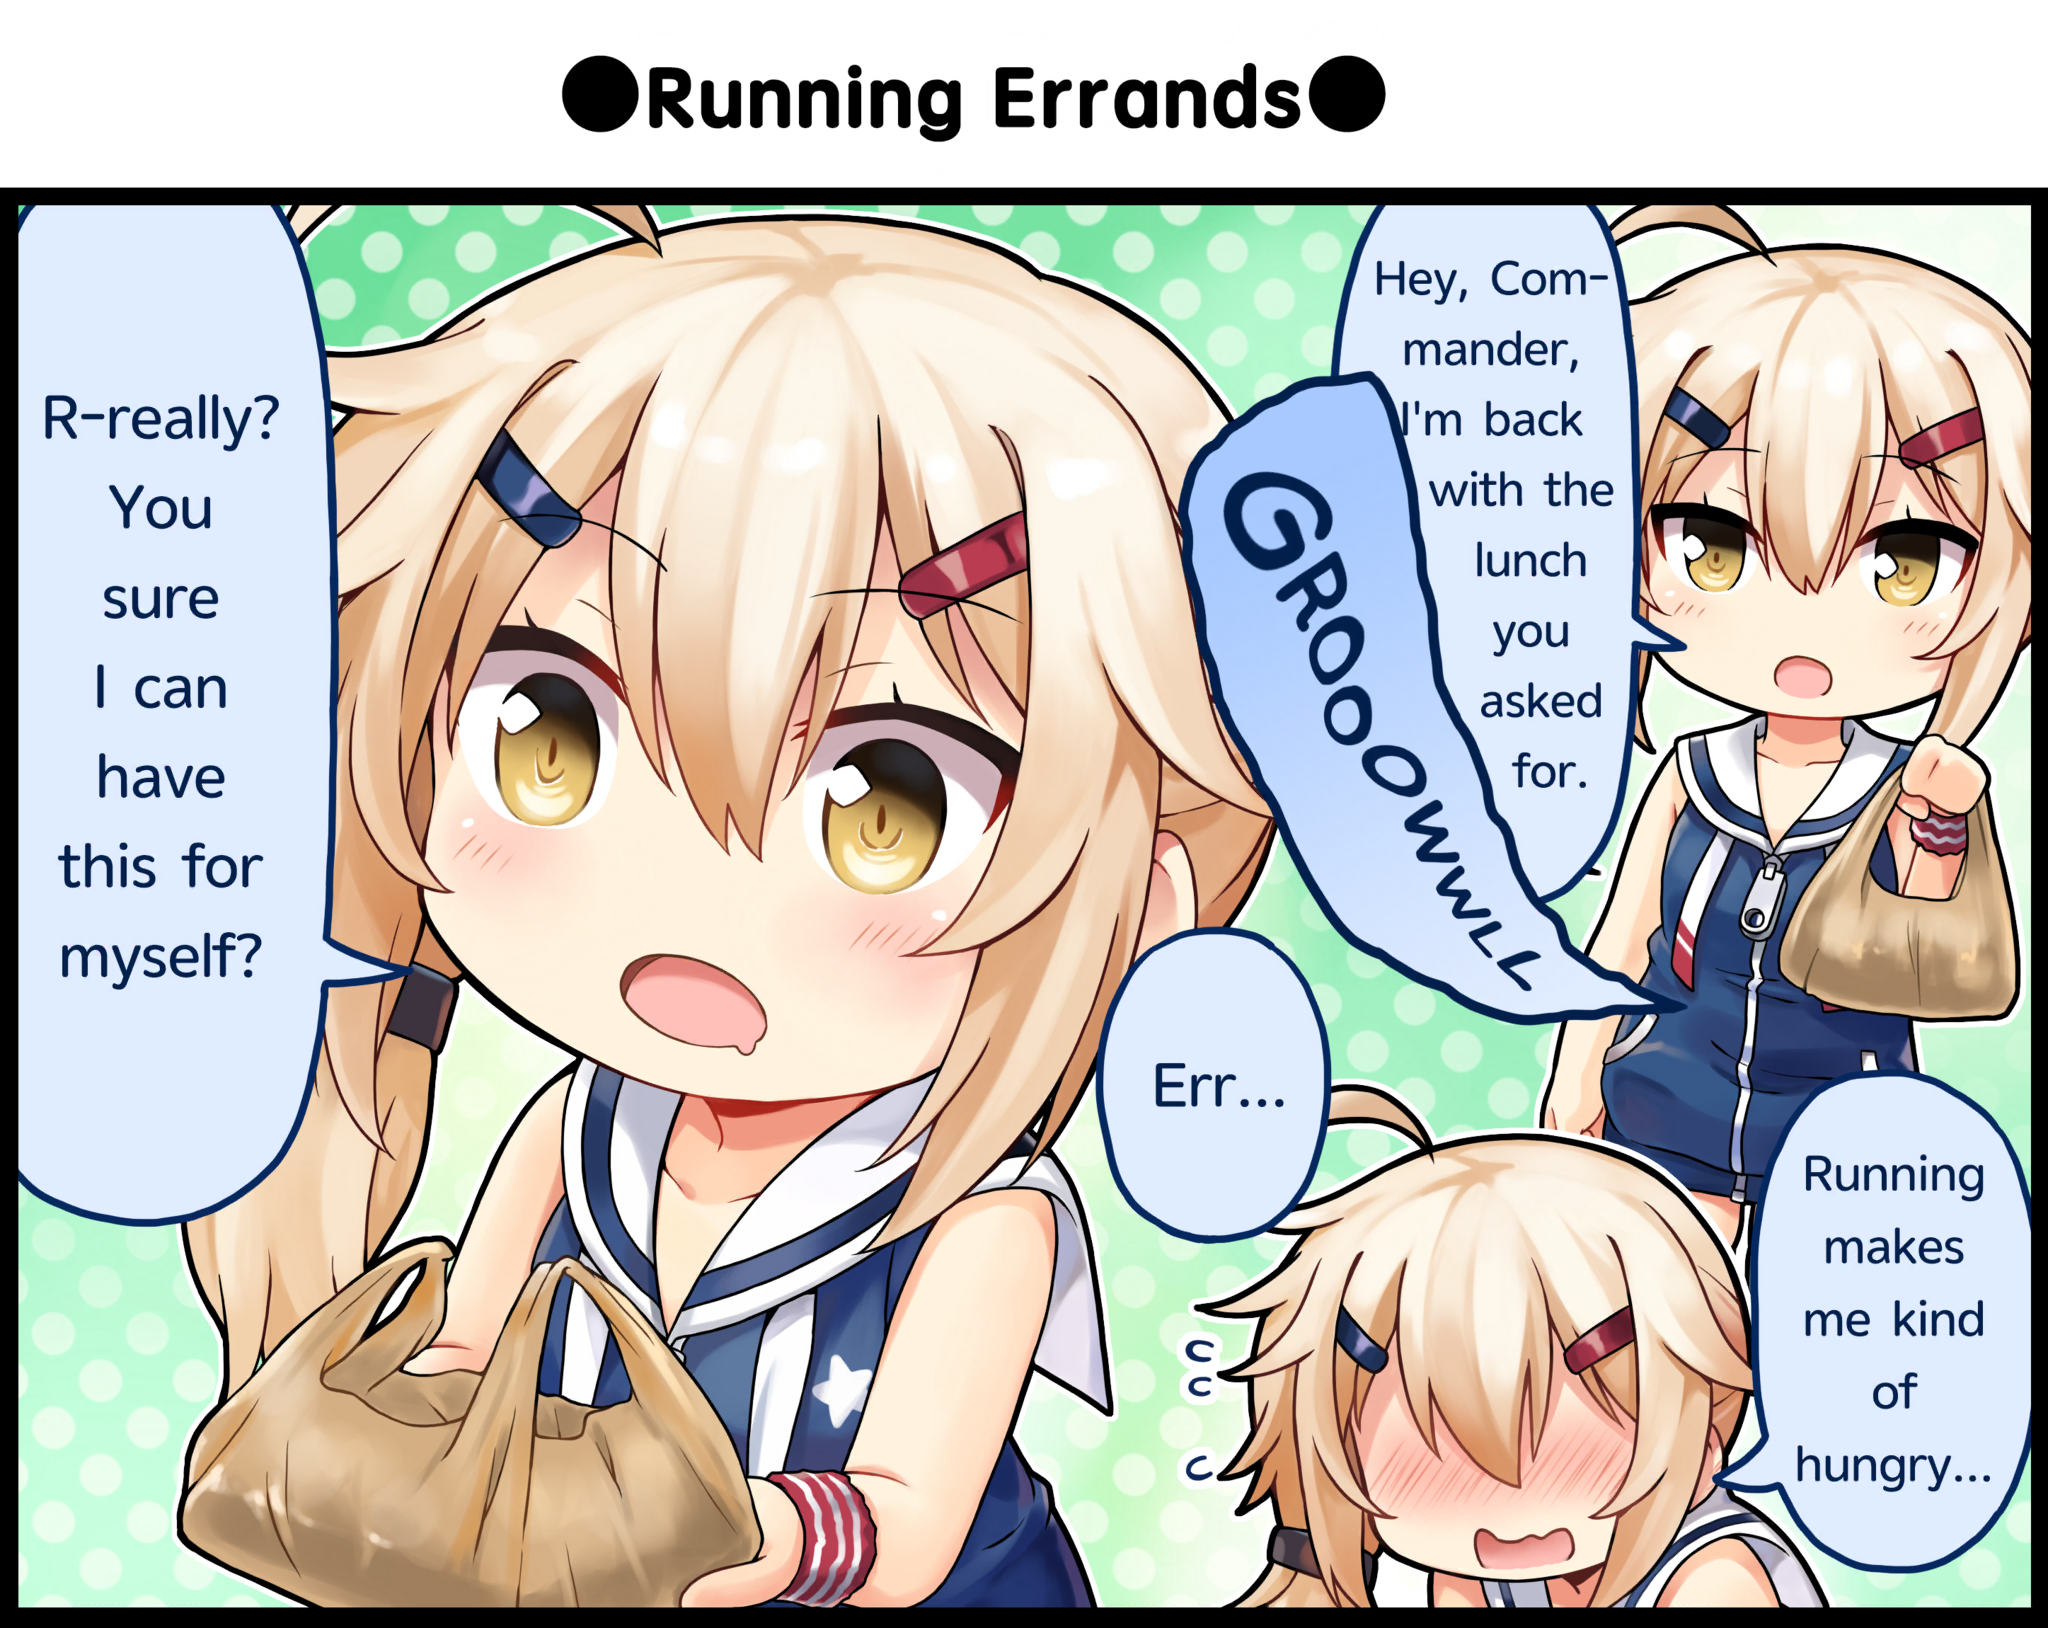 ●Running Errands●
Hey, Com-
mander,
I'm back
with the
lunch
you
asked
for.
GROOOWWLL
Err...
Running
makes
me kind
of
hungry...
R-really?
You
sure
I can
have
this for
myself?